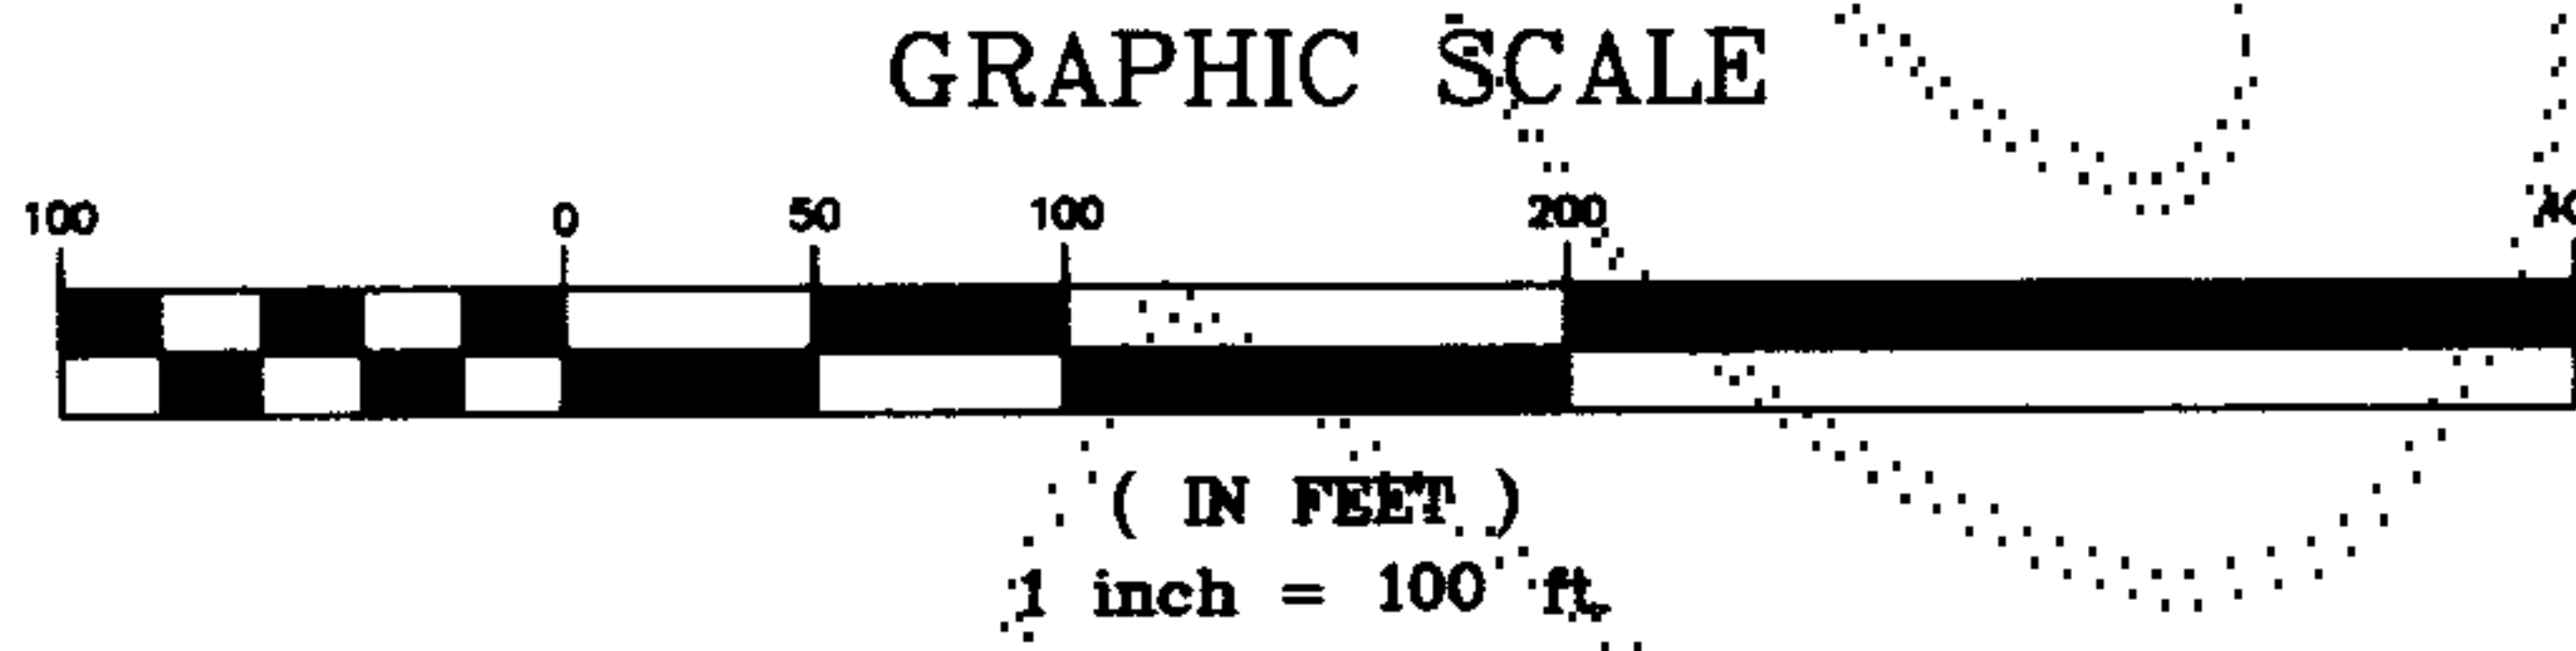 GRAPHIC SCALE
100 0 50 100 200
( IN FEET )
1 inch = 100 ft.